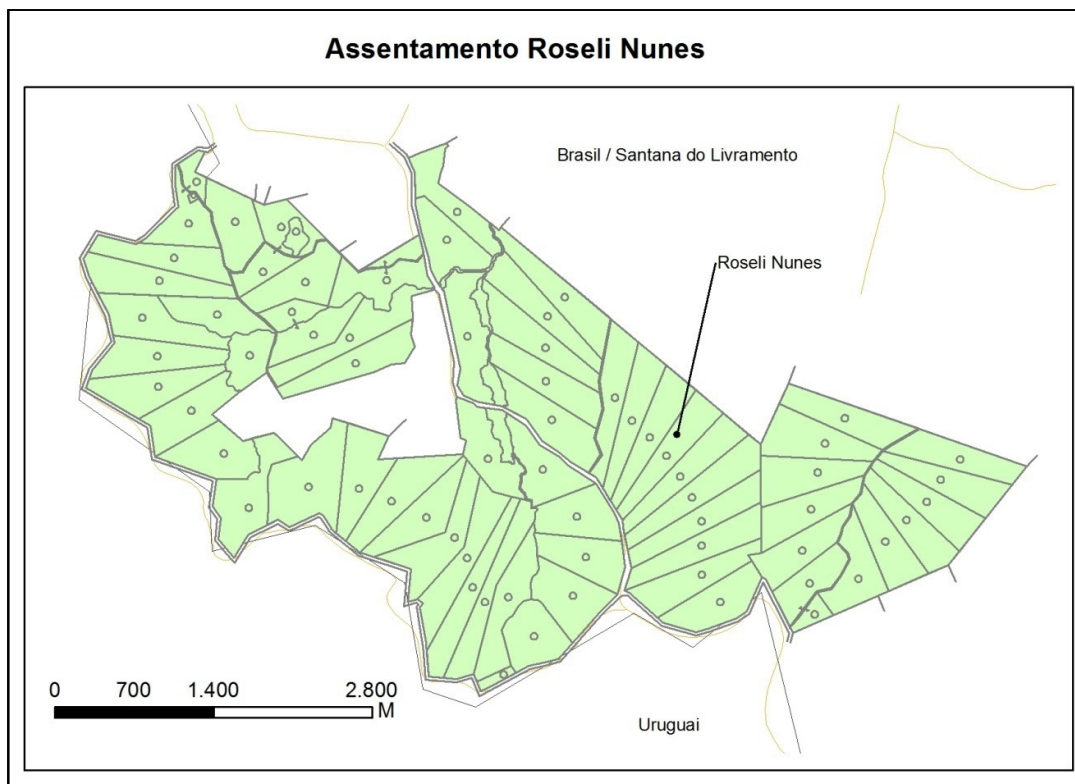 Assentamento Roseli Nunes
Brasil / Santana do Livramento
Roseli Nunes
0 700 1.400 2.800
M
Uruguai